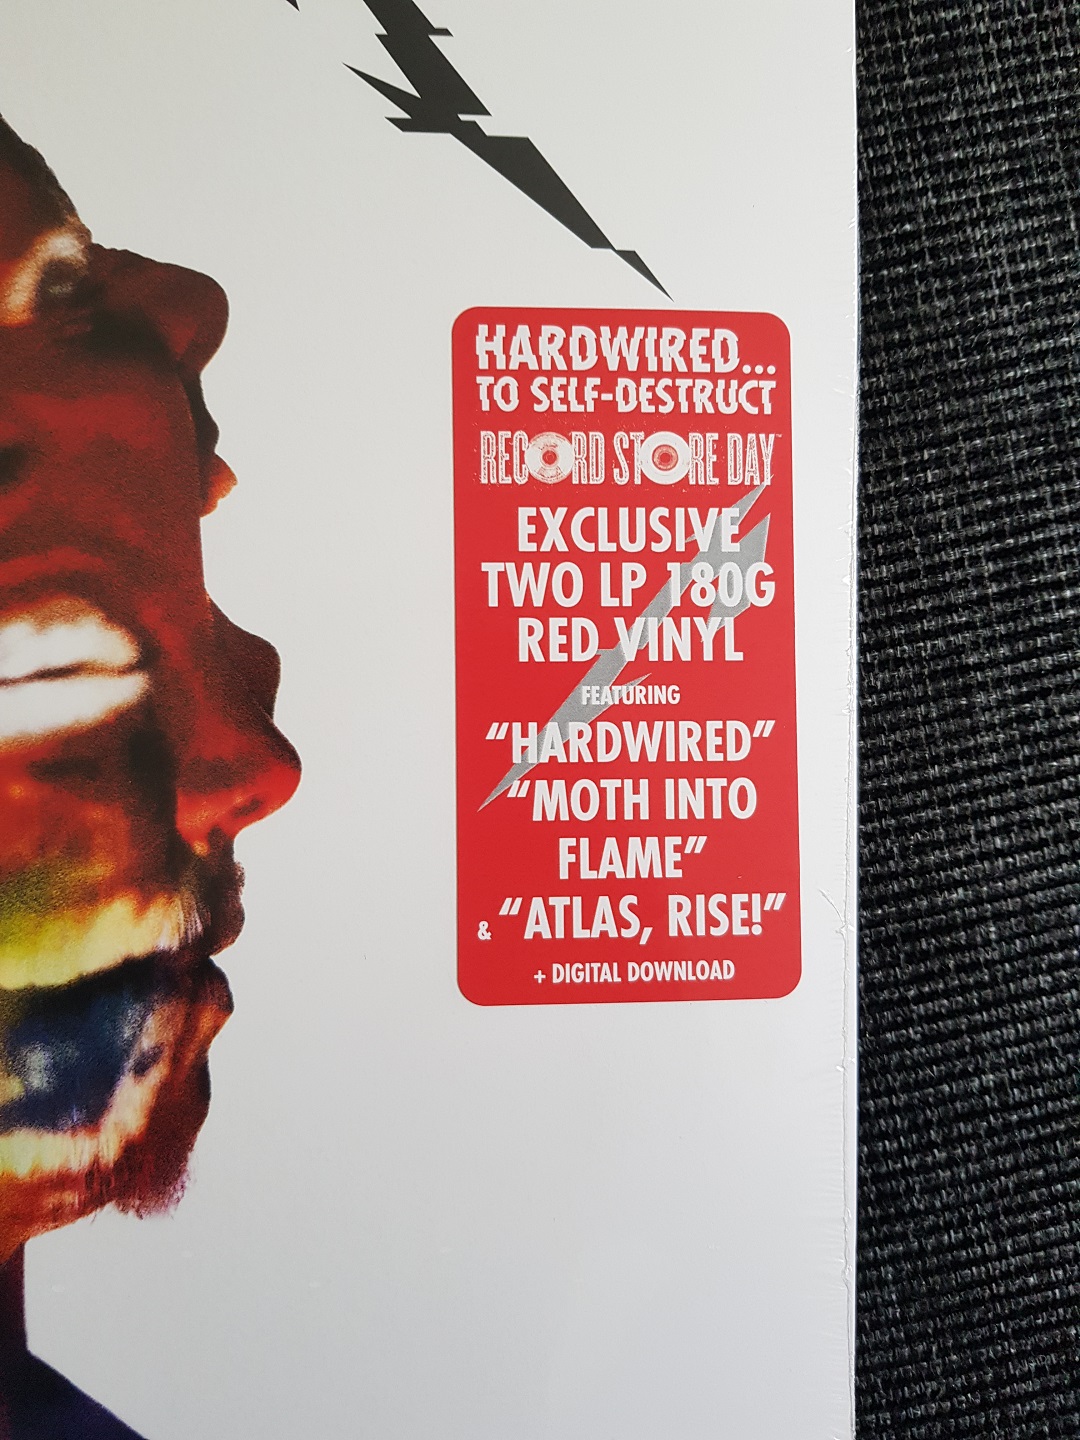 HARDWIRED...
TO SELF-DESTRUCT
RECORD STORE DAY
EXCLUSIVE
TWO LP 180G
RED VINYL
FEATURING
“HARDWIRED”
“MOTH INTO
FLAME”
& “ATLAS, RISE!”
+ DIGITAL DOWNLOAD